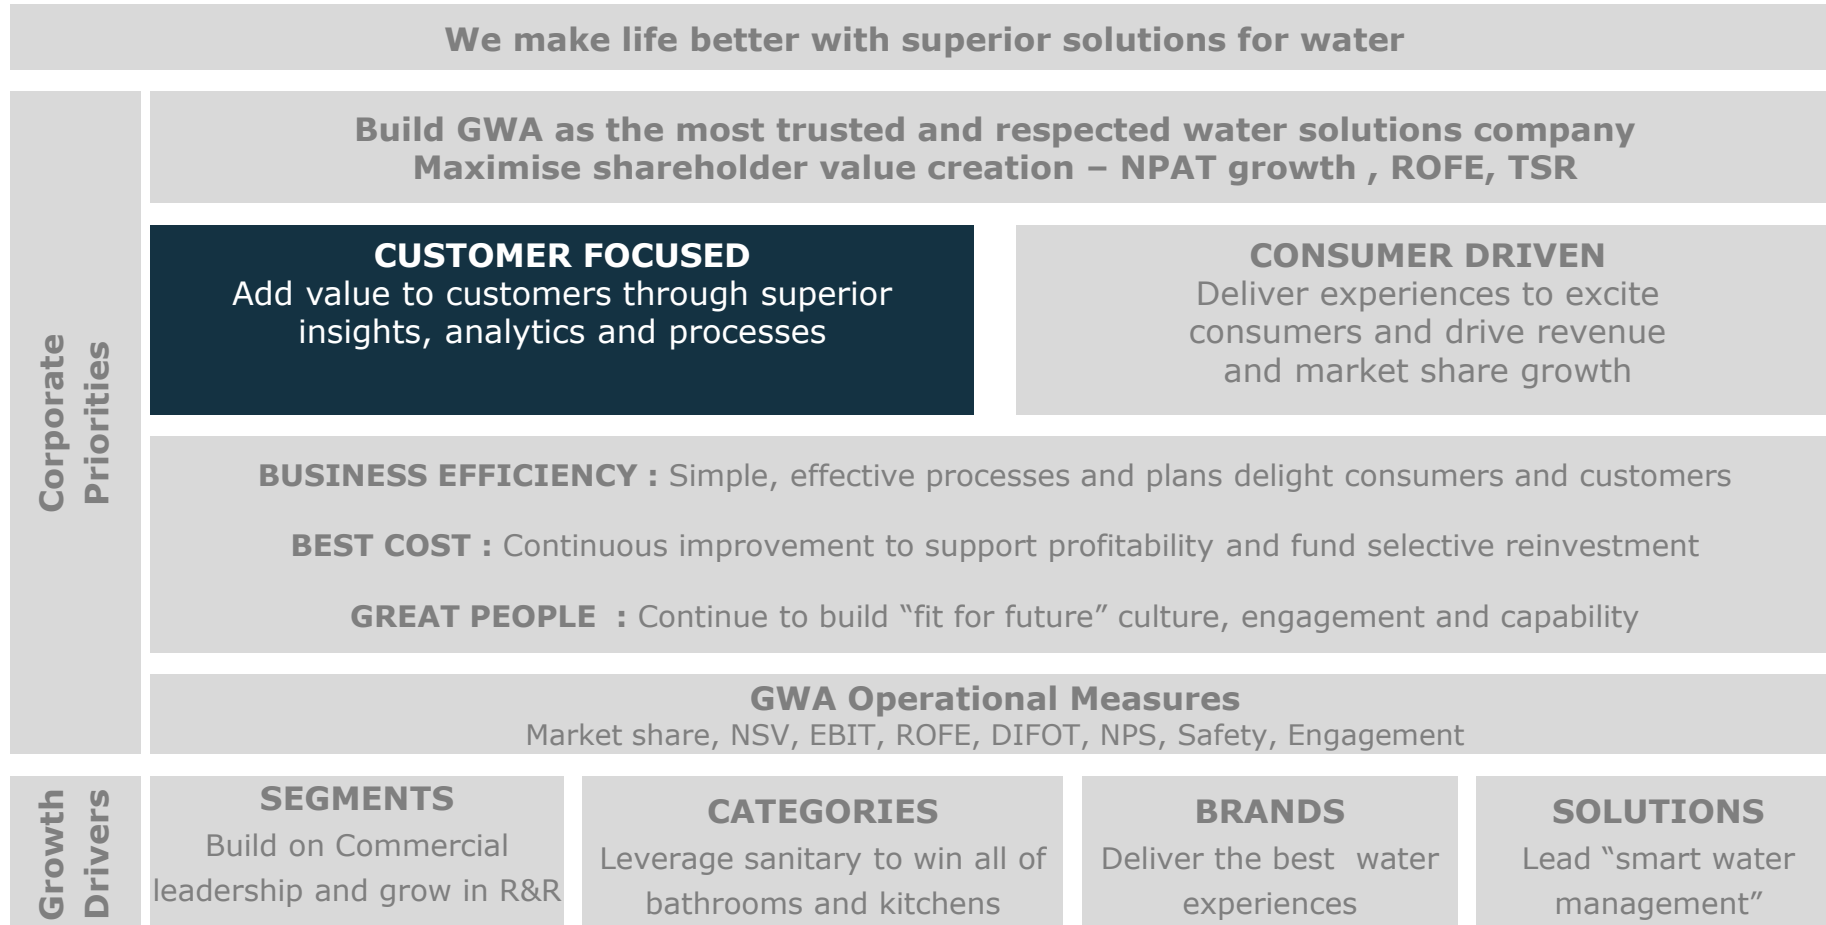 We make life better with superior solutions for water
Corporate
Priorities
Build GWA as the most trusted and respected water solutions company
Maximise shareholder value creation – NPAT growth , ROFE, TSR
CUSTOMER FOCUSED
Add value to customers through superior
insights, analytics and processes
CONSUMER DRIVEN
Deliver experiences to excite
consumers and drive revenue
and market share growth
BUSINESS EFFICIENCY : Simple, effective processes and plans delight consumers and customers
BEST COST : Continuous improvement to support profitability and fund selective reinvestment
GREAT PEOPLE : Continue to build “fit for future” culture, engagement and capability
GWA Operational Measures
Market share, NSV, EBIT, ROFE, DIFOT, NPS, Safety, Engagement
Growth
Drivers
SEGMENTS
Build on Commercial
leadership and grow in R&R
CATEGORIES
Leverage sanitary to win all of
bathrooms and kitchens
BRANDS
Deliver the best water
experiences
SOLUTIONS
Lead “smart water
management”